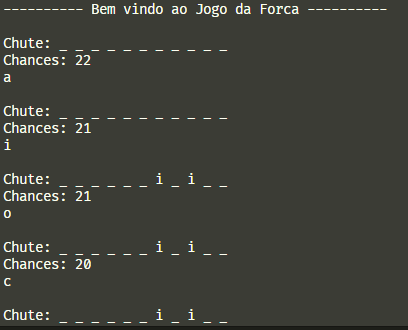 ---------- Bem vindo ao Jogo da Forca ----------
Chute: _ _ _ _ _ _ _ _ _ _ _
Chances: 22
a
Chute: _ _ _ _ _ _ _ _ _ _ _
Chances: 21
i
Chute: _ _ _ _ _ _ i _ i _ _
Chances: 21
o
Chute: _ _ _ _ _ _ i _ i _ _
Chances: 20
c
Chute: _ _ _ _ _ _ i _ i _ _